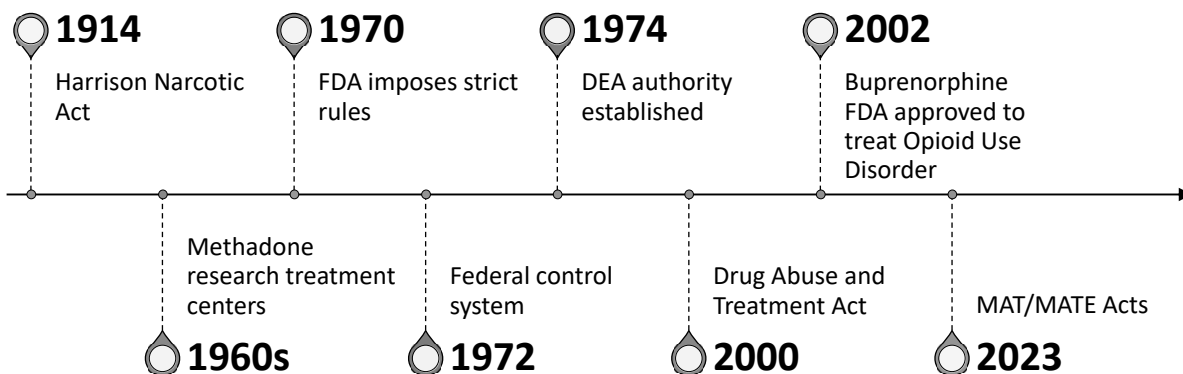 1914
Harrison Narcotic
Act
1970
FDA imposes strict
rules
1974
DEA authority
established
2002
Buprenorphine
FDA approved to
treat Opioid Use
Disorder
Methadone
research treatment
centers
1960s
Federal control
system
1972
Drug Abuse and
Treatment Act
2000
MAT/MATE Acts
2023